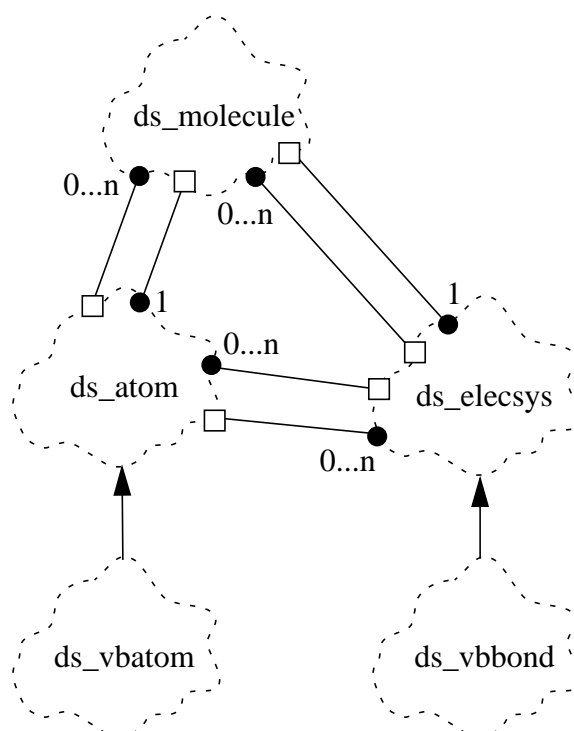 ds_molecule
0...n
0...n
1
1
0...n
ds_atom
ds_elecsys
0...n
ds_vbatom
ds_vbbond